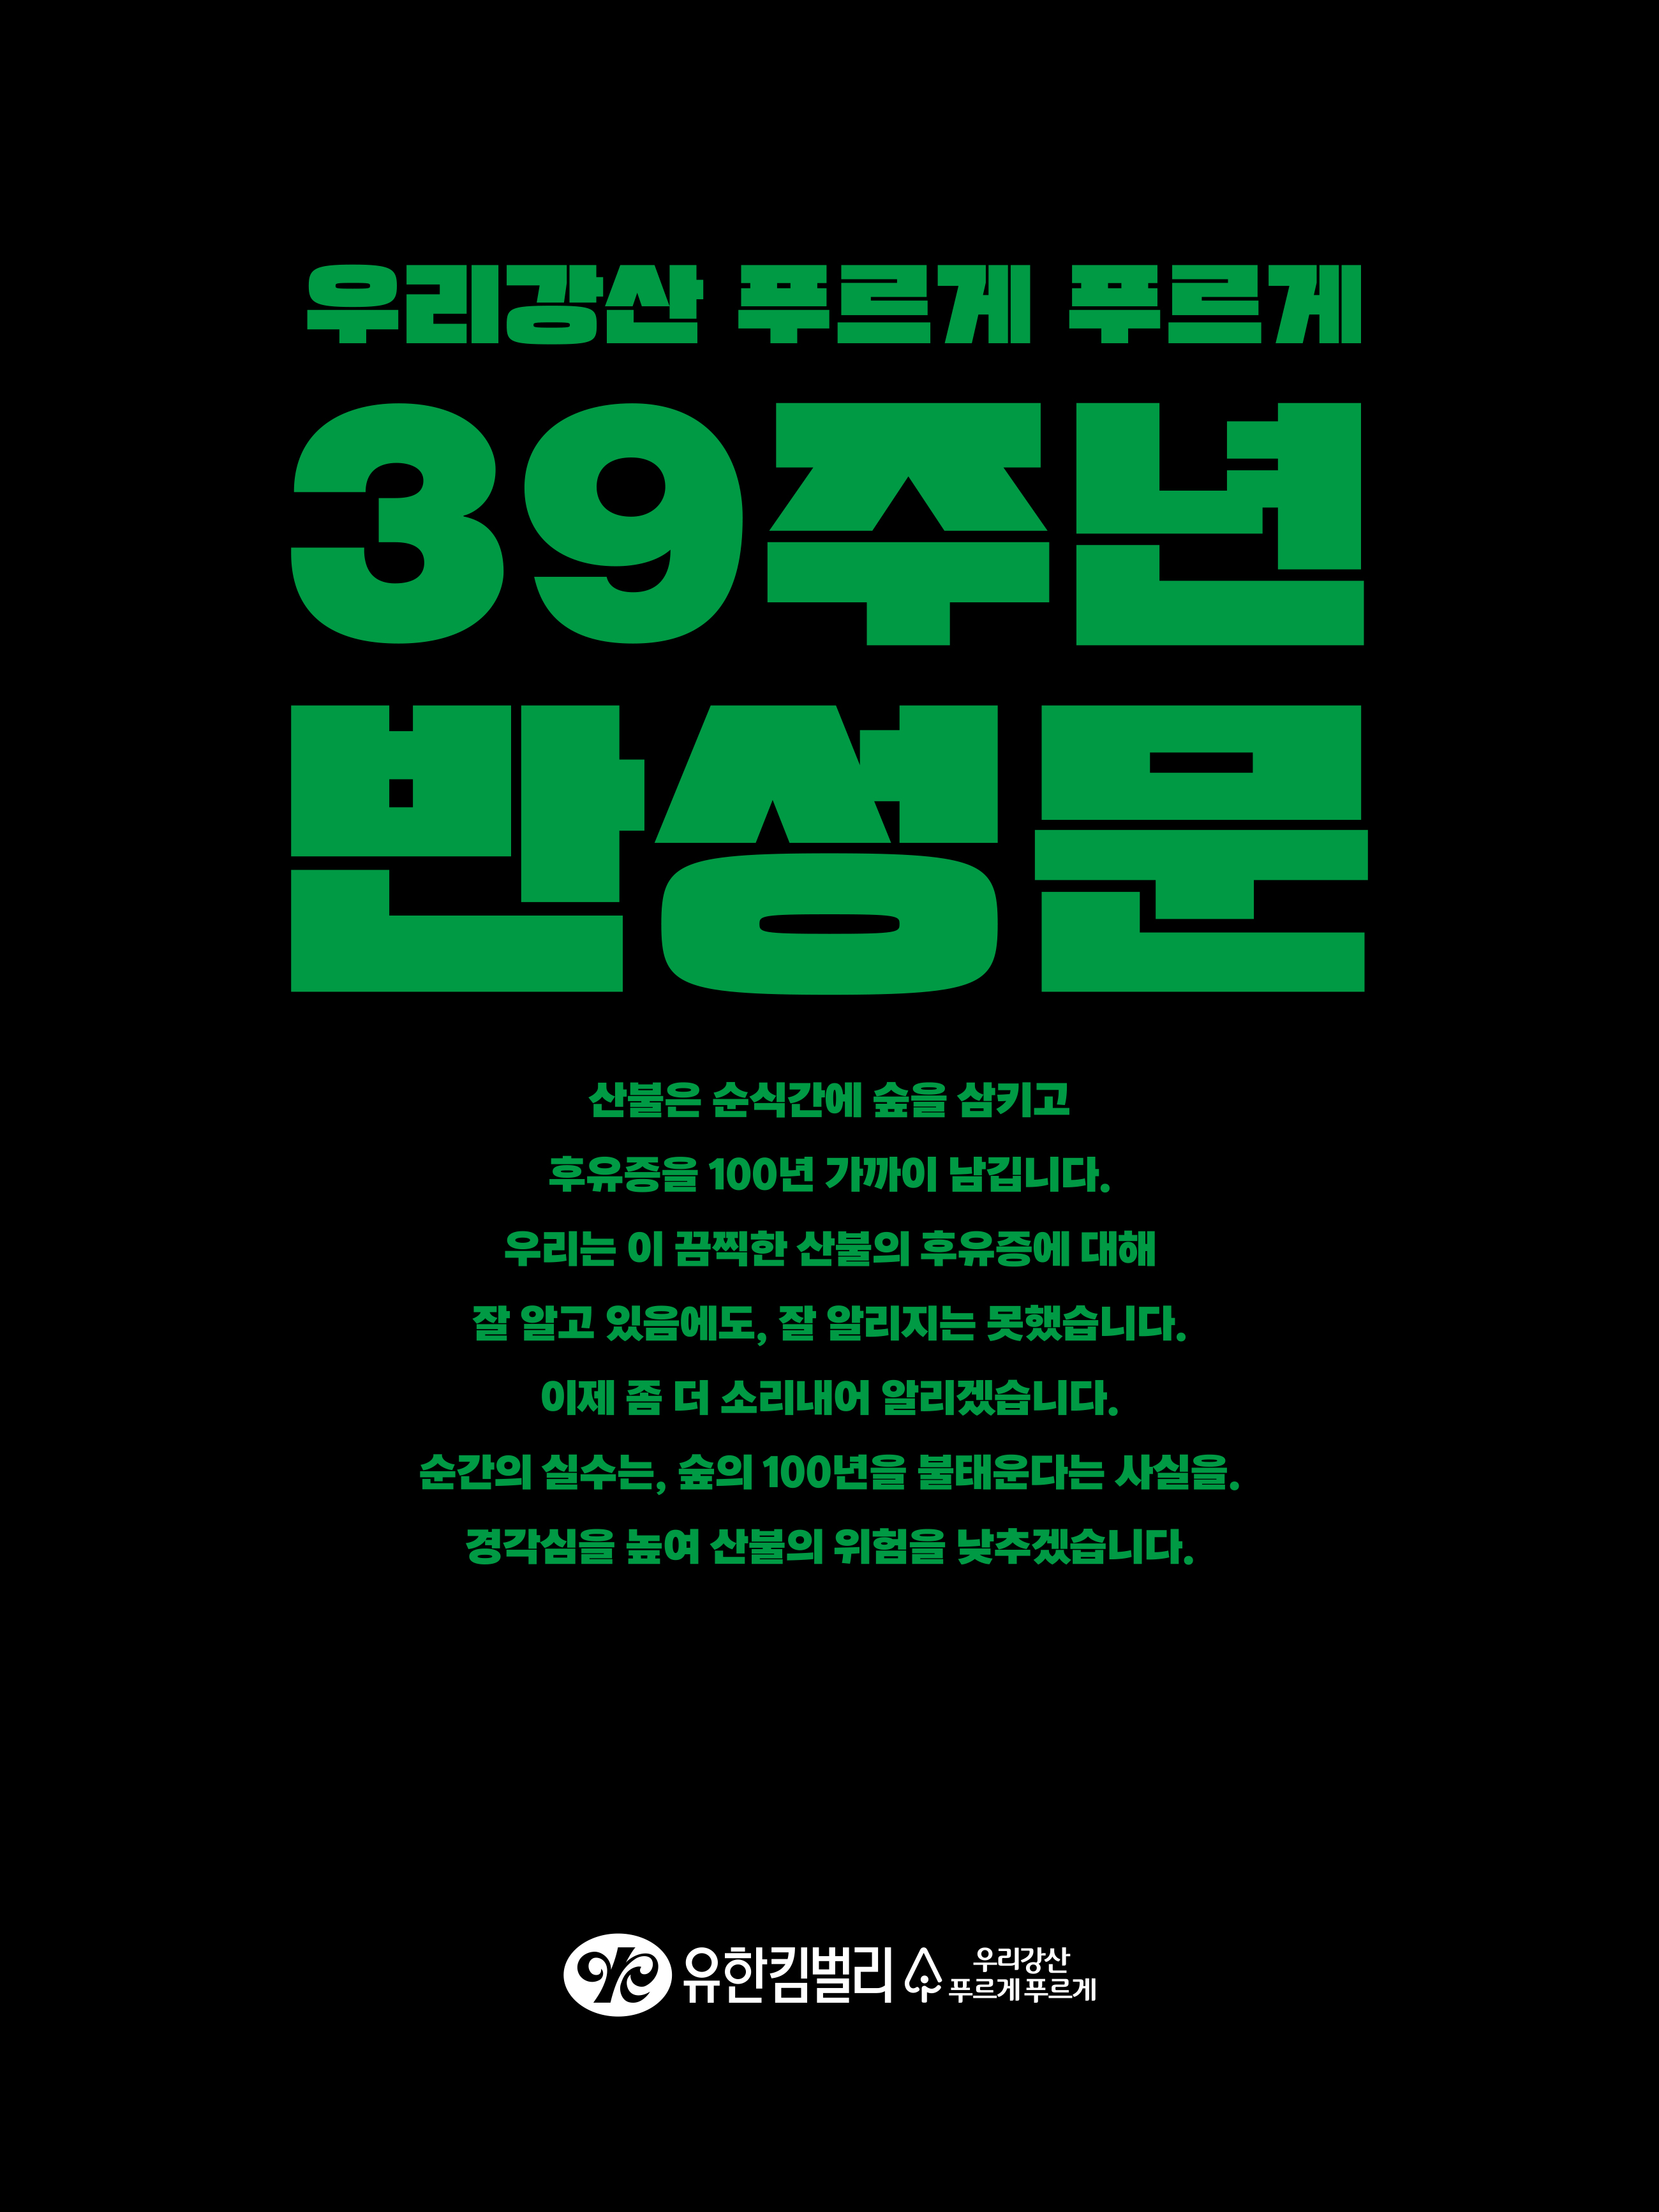 우리강산 푸르게 푸르게
39주년
반성문
산불은 순식간에 숲을 삼키고
후유증을 100년 가까이 남깁니다.
우리는 이 끔찍한 산불의 후유증에 대해
잘 알고 있음에도, 잘 알리지는 못했습니다.
이제 좀 더 소리내어 알리겠습니다.
순간의 실수는, 숲의 100년을 불태운다는 사실을.
경각심을 높여 산불의 위험을 낮추겠습니다.
유한킴벌리
우리강산
푸르게 푸르게